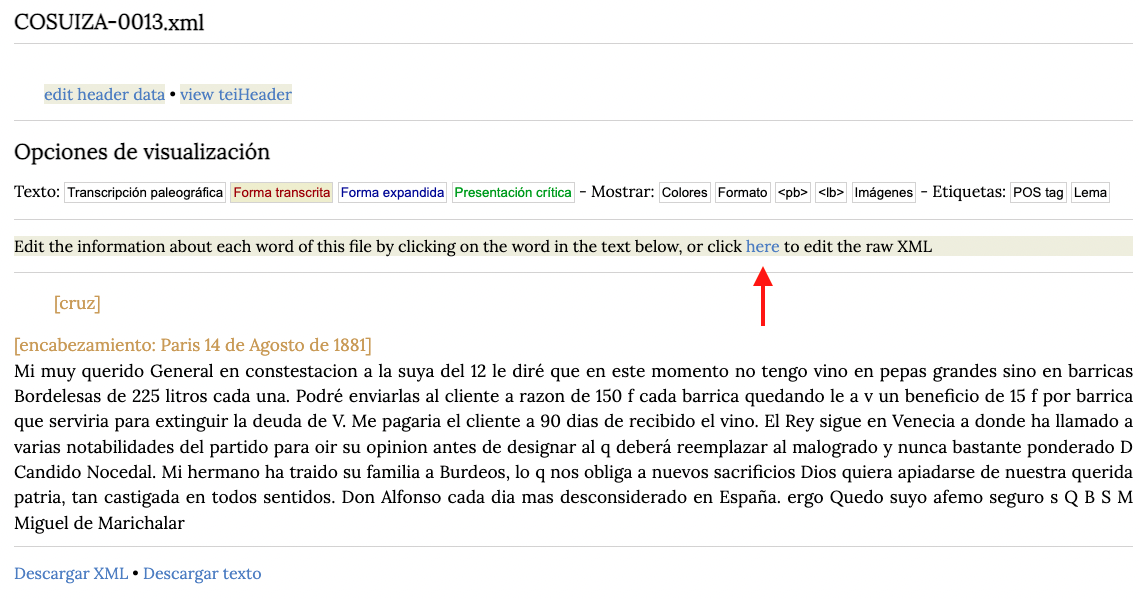 COSUIZA-0013.xml
edit header data • view teiHeader
Opciones de visualización
Texto: Transcripción paleográfica Forma transcrita Forma expandida Presentación crítica - Mostrar: Colores Formato <pb> <lb> Imágenes - Etiquetas: POS tag Lema
Edit the information about each word of this file by clicking on the word in the text below, or click here to edit the raw XML
[cruz]
[encabezamiento: Paris 14 de Agosto de 1881]
Mi muy querido General en constestacion a la suya del 12 le diré que en este momento no tengo vino en pepas grandes sino en barricas
Bordelesas de 225 litros cada una. Podré enviarlas al cliente a razon de 150 f cada barrica quedando le a v un beneficio de 15 f por barrica
que serviria para extinguir la deuda de V. Me pagaria el cliente a 90 dias de recibido el vino. El Rey sigue en Venecia a donde ha llamado a
varias notabilidades del partido para oir su opinion antes de designar al q deberá reemplazar al malogrado y nunca bastante ponderado D
Candido Nocedal. Mi hermano ha traido su familia a Burdeos, lo q nos obliga a nuevos sacrificios Dios quiera apiadarse de nuestra querida
patria, tan castigada en todos sentidos. Don Alfonso cada dia mas desconsiderado en España. ergo Quedo suyo afemo seguro s Q B S M
Miguel de Marichalar
Descargar XML • Descargar texto